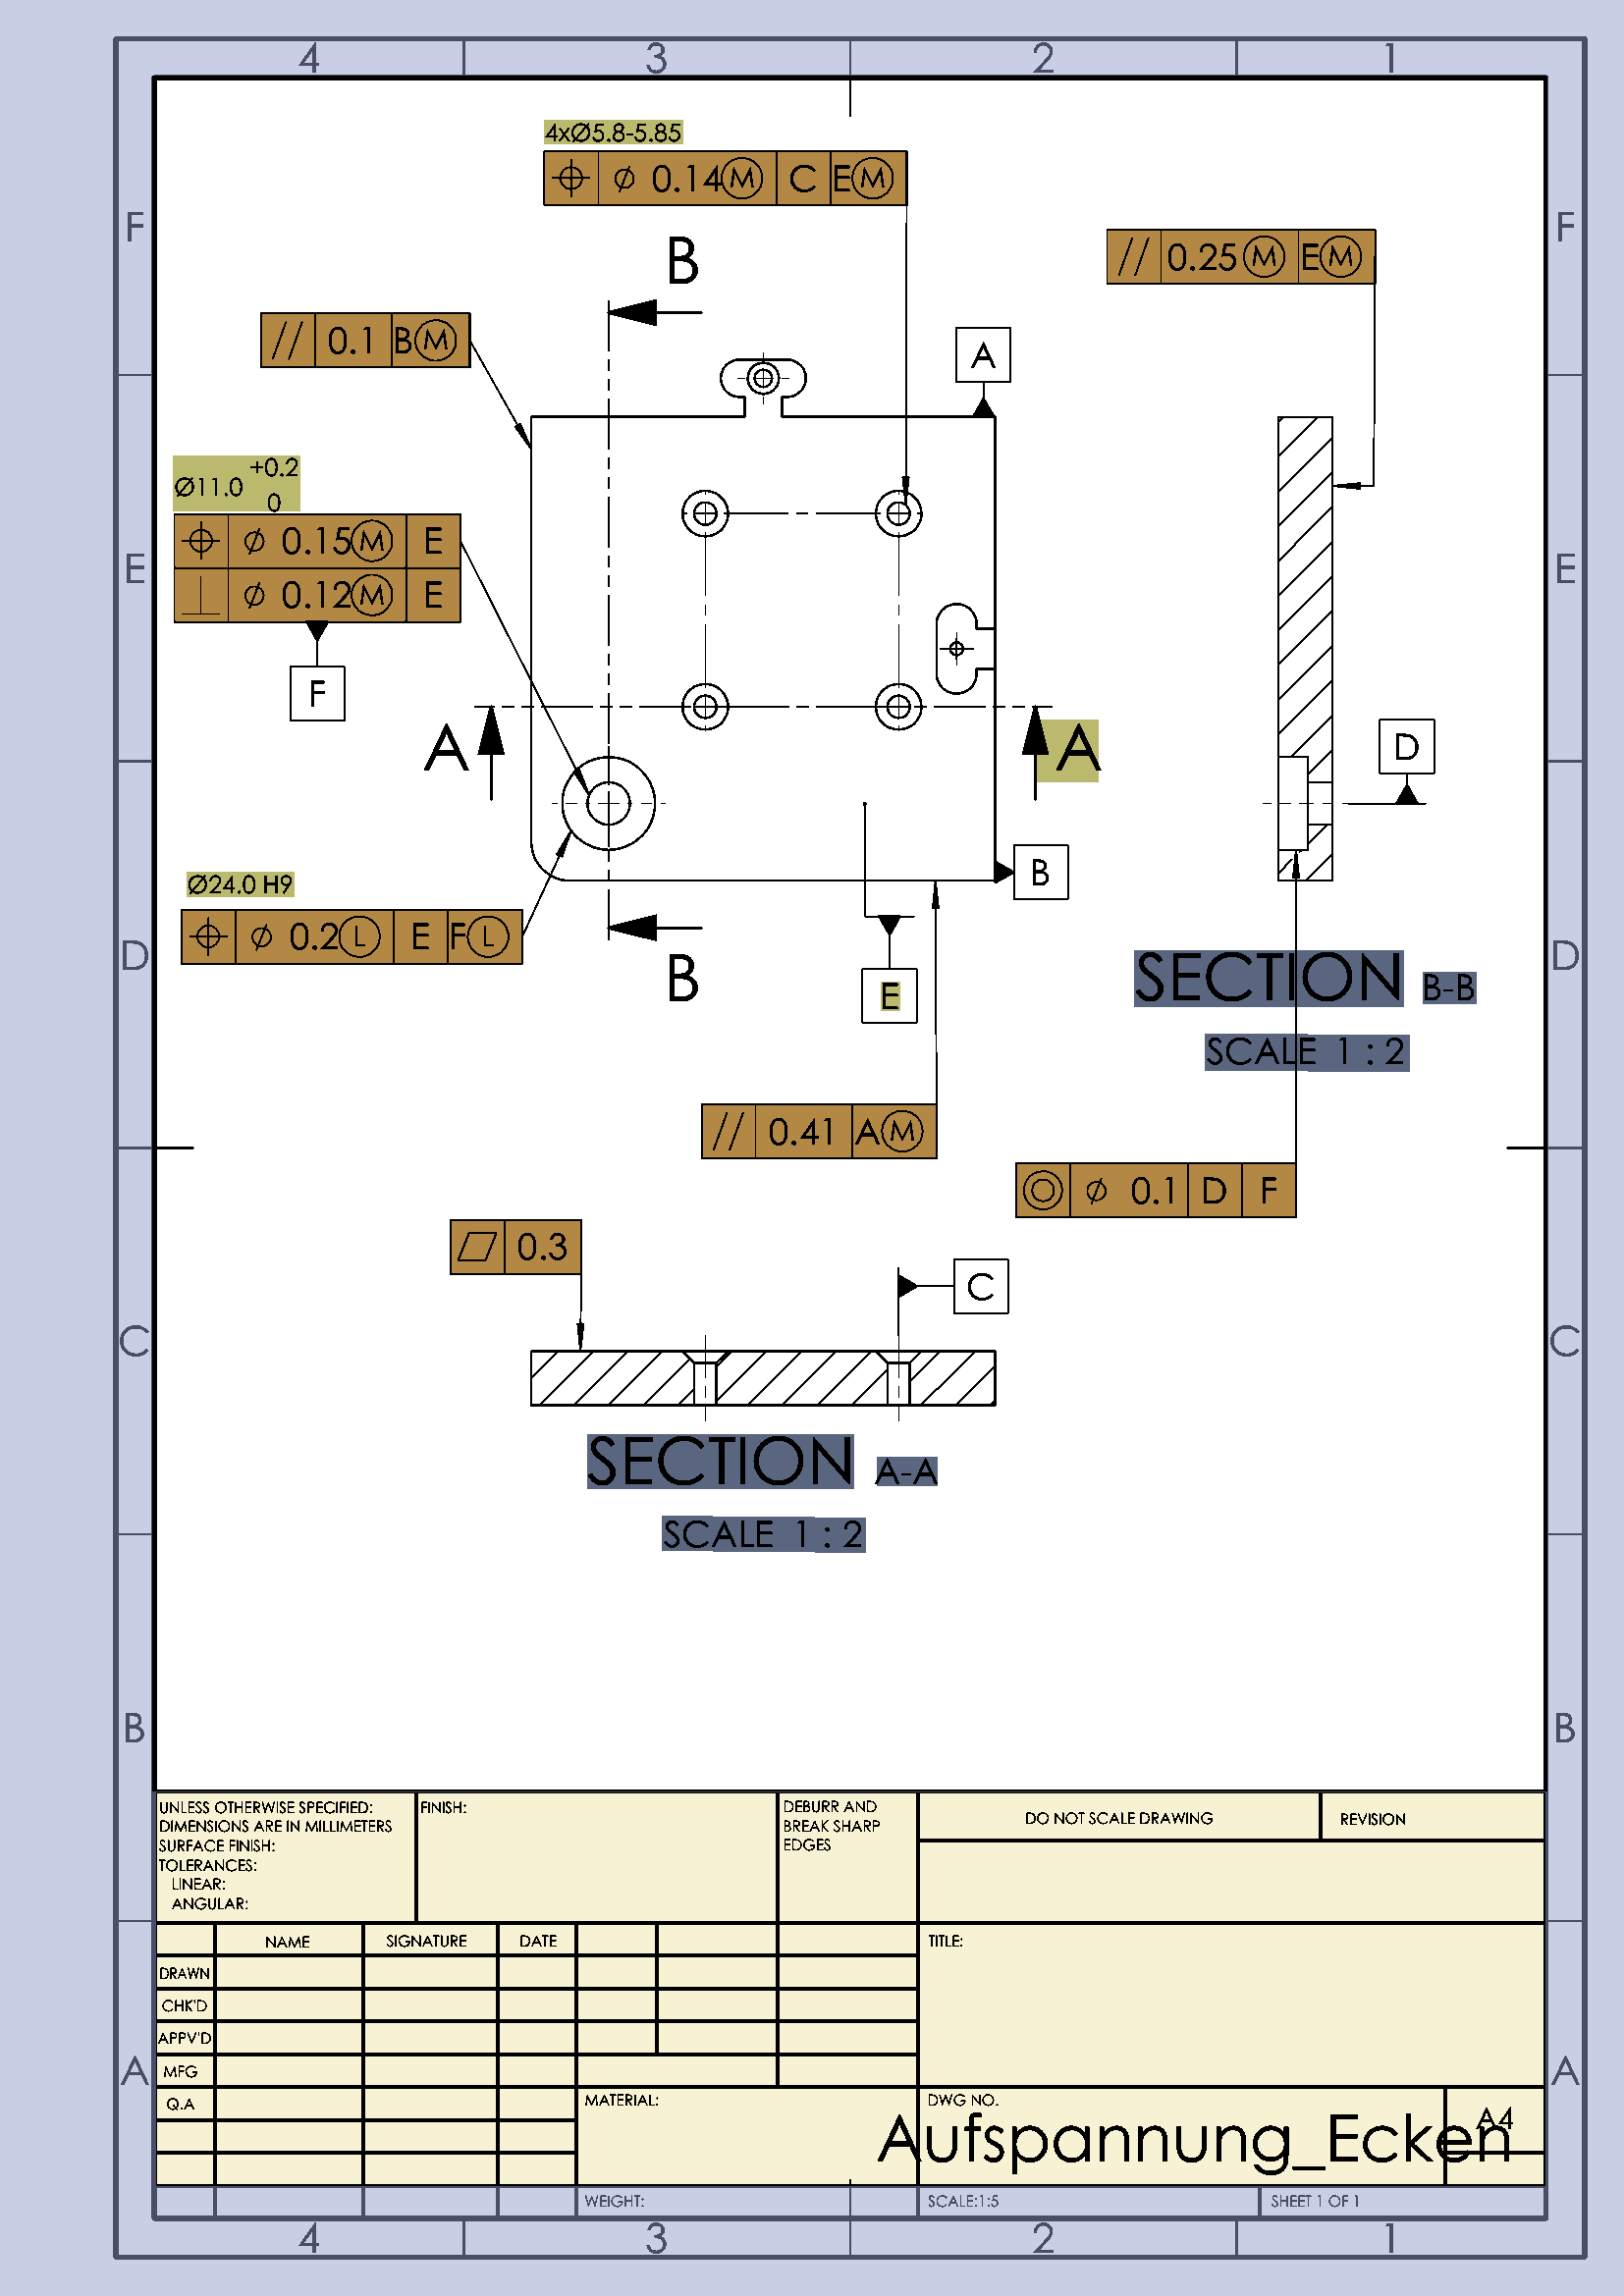 4 3 2 1
4xØ5.8-5.85
⌖ ⌀ 0.14Ⓜ C EⓂ
F F
// 0.25Ⓜ EⓂ
B
// 0.1 BⓂ
A
Ø11.0 +0.2 0
⌖ ⌀ 0.15Ⓜ E
⊥ ⌀ 0.12Ⓜ E
E E
F
A A
D
B
Ø24.0 H9
⌖ ⌀ 0.2Ⓛ E FⓁ
D D
B
E
SECTION B-B
SCALE 1 : 2
// 0.41 AⓂ
◎ ⌀ 0.1 D F
⏥ 0.3
C
C C
SECTION A-A
SCALE 1 : 2
B B
UNLESS OTHERWISE SPECIFIED:
DIMENSIONS ARE IN MILLIMETERS
SURFACE FINISH:
TOLERANCES:
LINEAR:
ANGULAR:
FINISH:
DEBURR AND
BREAK SHARP
EDGES
DO NOT SCALE DRAWING
REVISION
NAME SIGNATURE DATE
TITLE:
DRAWN
CHK'D
APPV'D
MFG
A A
Q.A
MATERIAL:
DWG NO.
Aufspannung_Ecken
A4
WEIGHT:
SCALE:1:5
SHEET 1 OF 1
4 3 2 1